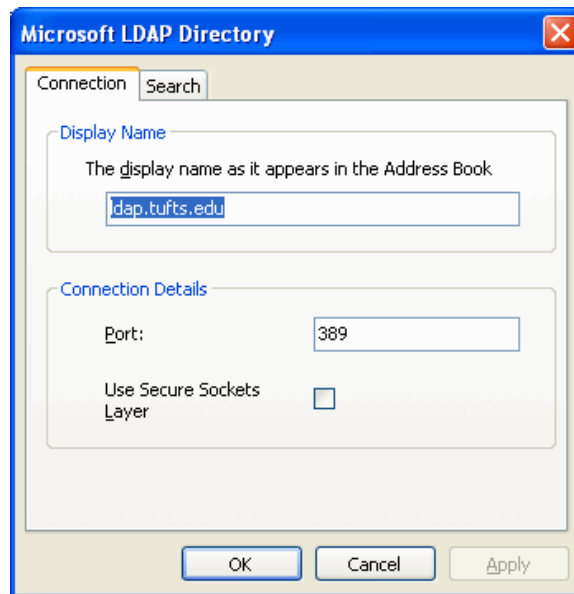 Microsoft LDAP Directory
Connection
Search
Display Name
The display name as it appears in the Address Book
ldap.tufts.edu
Connection Details
Port:
389
Use Secure Sockets
Layer
OK
Cancel
Apply